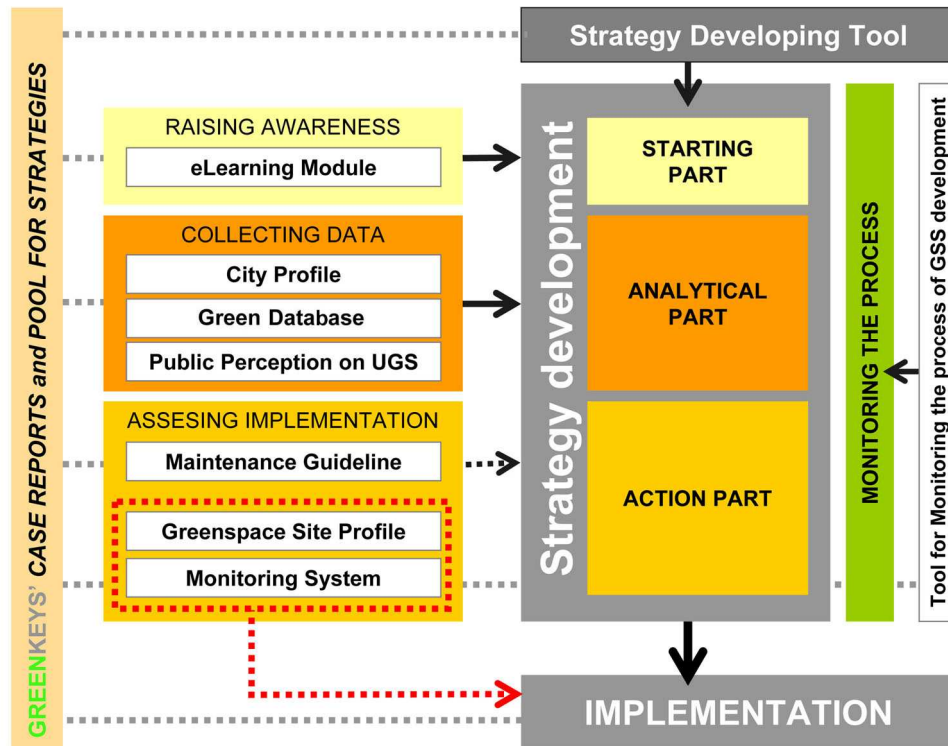 GREENKEYS' CASE REPORTS and POOL FOR STRATEGIES
Strategy Developing Tool
RAISING AWARENESS
eLearning Module
COLLECTING DATA
City Profile
Green Database
Public Perception on UGS
ASSESING IMPLEMENTATION
Maintenance Guideline
Greenspace Site Profile
Monitoring System
Strategy development
STARTING
PART
ANALYTICAL
PART
ACTION PART
MONITORING THE PROCESS
Tool for Monitoring the process of GSS development
IMPLEMENTATION